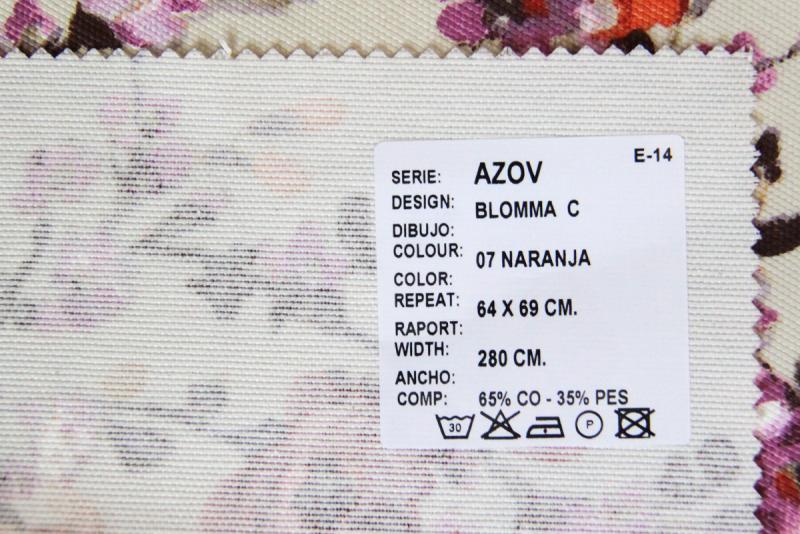 E-14
SERIE: AZOV
DESIGN:
DIBUJO: BLOMMA C
COLOUR:
COLOR: 07 NARANJA
REPEAT:
RAPORT: 64 X 69 CM.
WIDTH:
ANCHO: 280 CM.
COMP: 65% CO - 35% PES
30 P